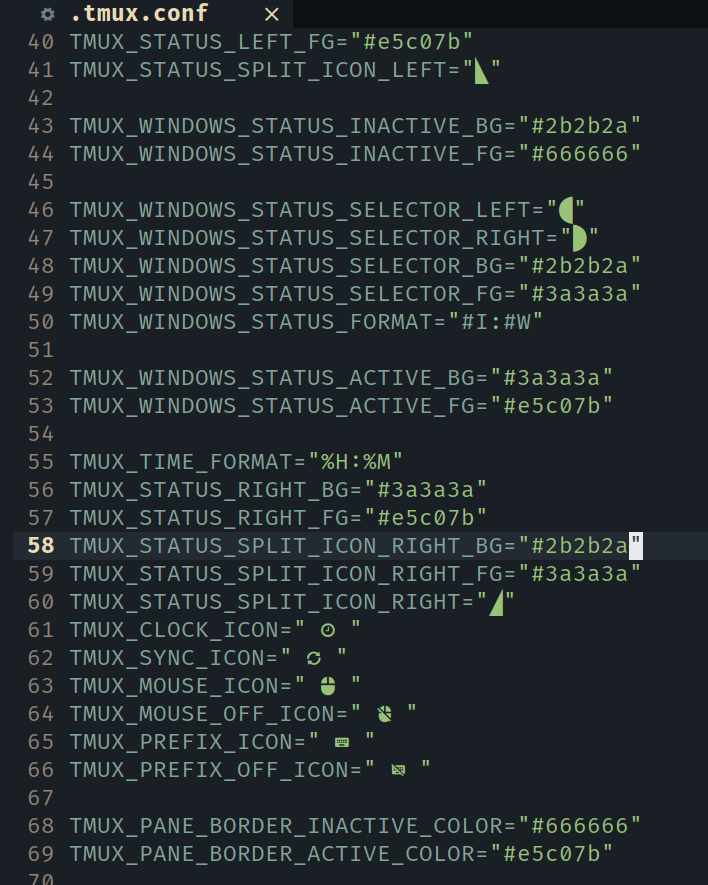 .tmux.conf ×
40 TMUX_STATUS_LEFT_FG="#e5c07b"
41 TMUX_STATUS_SPLIT_ICON_LEFT="◣"
42
43 TMUX_WINDOWS_STATUS_INACTIVE_BG="#2b2b2a"
44 TMUX_WINDOWS_STATUS_INACTIVE_FG="#666666"
45
46 TMUX_WINDOWS_STATUS_SELECTOR_LEFT=""
47 TMUX_WINDOWS_STATUS_SELECTOR_RIGHT=""
48 TMUX_WINDOWS_STATUS_SELECTOR_BG="#2b2b2a"
49 TMUX_WINDOWS_STATUS_SELECTOR_FG="#3a3a3a"
50 TMUX_WINDOWS_STATUS_FORMAT="#I:#W"
51
52 TMUX_WINDOWS_STATUS_ACTIVE_BG="#3a3a3a"
53 TMUX_WINDOWS_STATUS_ACTIVE_FG="#e5c07b"
54
55 TMUX_TIME_FORMAT="%H:%M"
56 TMUX_STATUS_RIGHT_BG="#3a3a3a"
57 TMUX_STATUS_RIGHT_FG="#e5c07b"
58 TMUX_STATUS_SPLIT_ICON_RIGHT_BG="#2b2b2a"
59 TMUX_STATUS_SPLIT_ICON_RIGHT_FG="#3a3a3a"
60 TMUX_STATUS_SPLIT_ICON_RIGHT="◢"
61 TMUX_CLOCK_ICON="  "
62 TMUX_SYNC_ICON="  "
63 TMUX_MOUSE_ICON="  "
64 TMUX_MOUSE_OFF_ICON="  "
65 TMUX_PREFIX_ICON="  "
66 TMUX_PREFIX_OFF_ICON="  "
67
68 TMUX_PANE_BORDER_INACTIVE_COLOR="#666666"
69 TMUX_PANE_BORDER_ACTIVE_COLOR="#e5c07b"
70